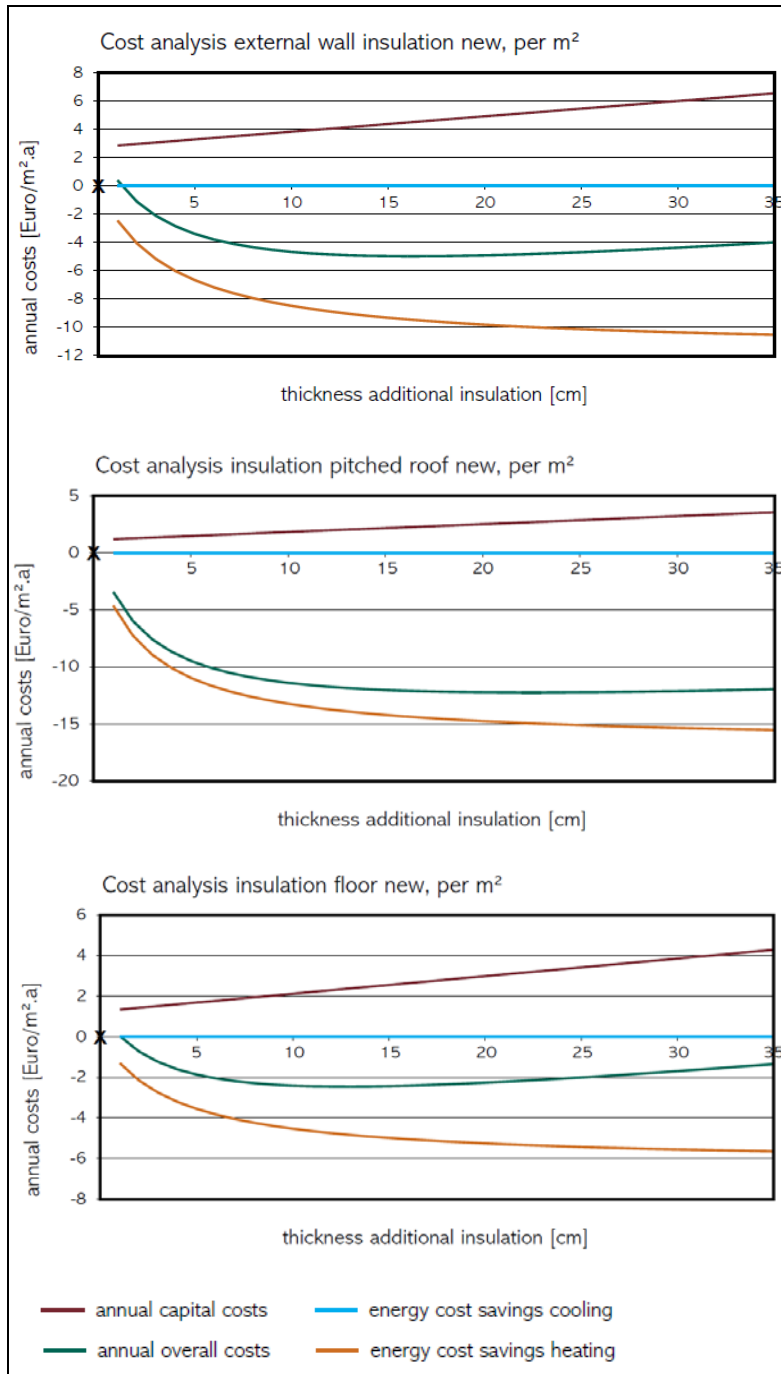 Cost analysis external wall insulation new, per m²
8
6
4
2
0
-2
-4
-6
-8
-10
-12
X
5 10 15 20 25 30 35
annual costs [Euro/m².a]
thickness additional insulation [cm]
Cost analysis insulation pitched roof new, per m²
5
0
-5
-10
-15
-20
X
5 10 15 20 25 30 35
annual costs [Euro/m².a]
thickness additional insulation [cm]
Cost analysis insulation floor new, per m²
6
4
2
0
-2
-4
-6
-8
X
5 10 15 20 25 30 35
annual costs [Euro/m².a]
thickness additional insulation [cm]
annual capital costs energy cost savings cooling
annual overall costs energy cost savings heating